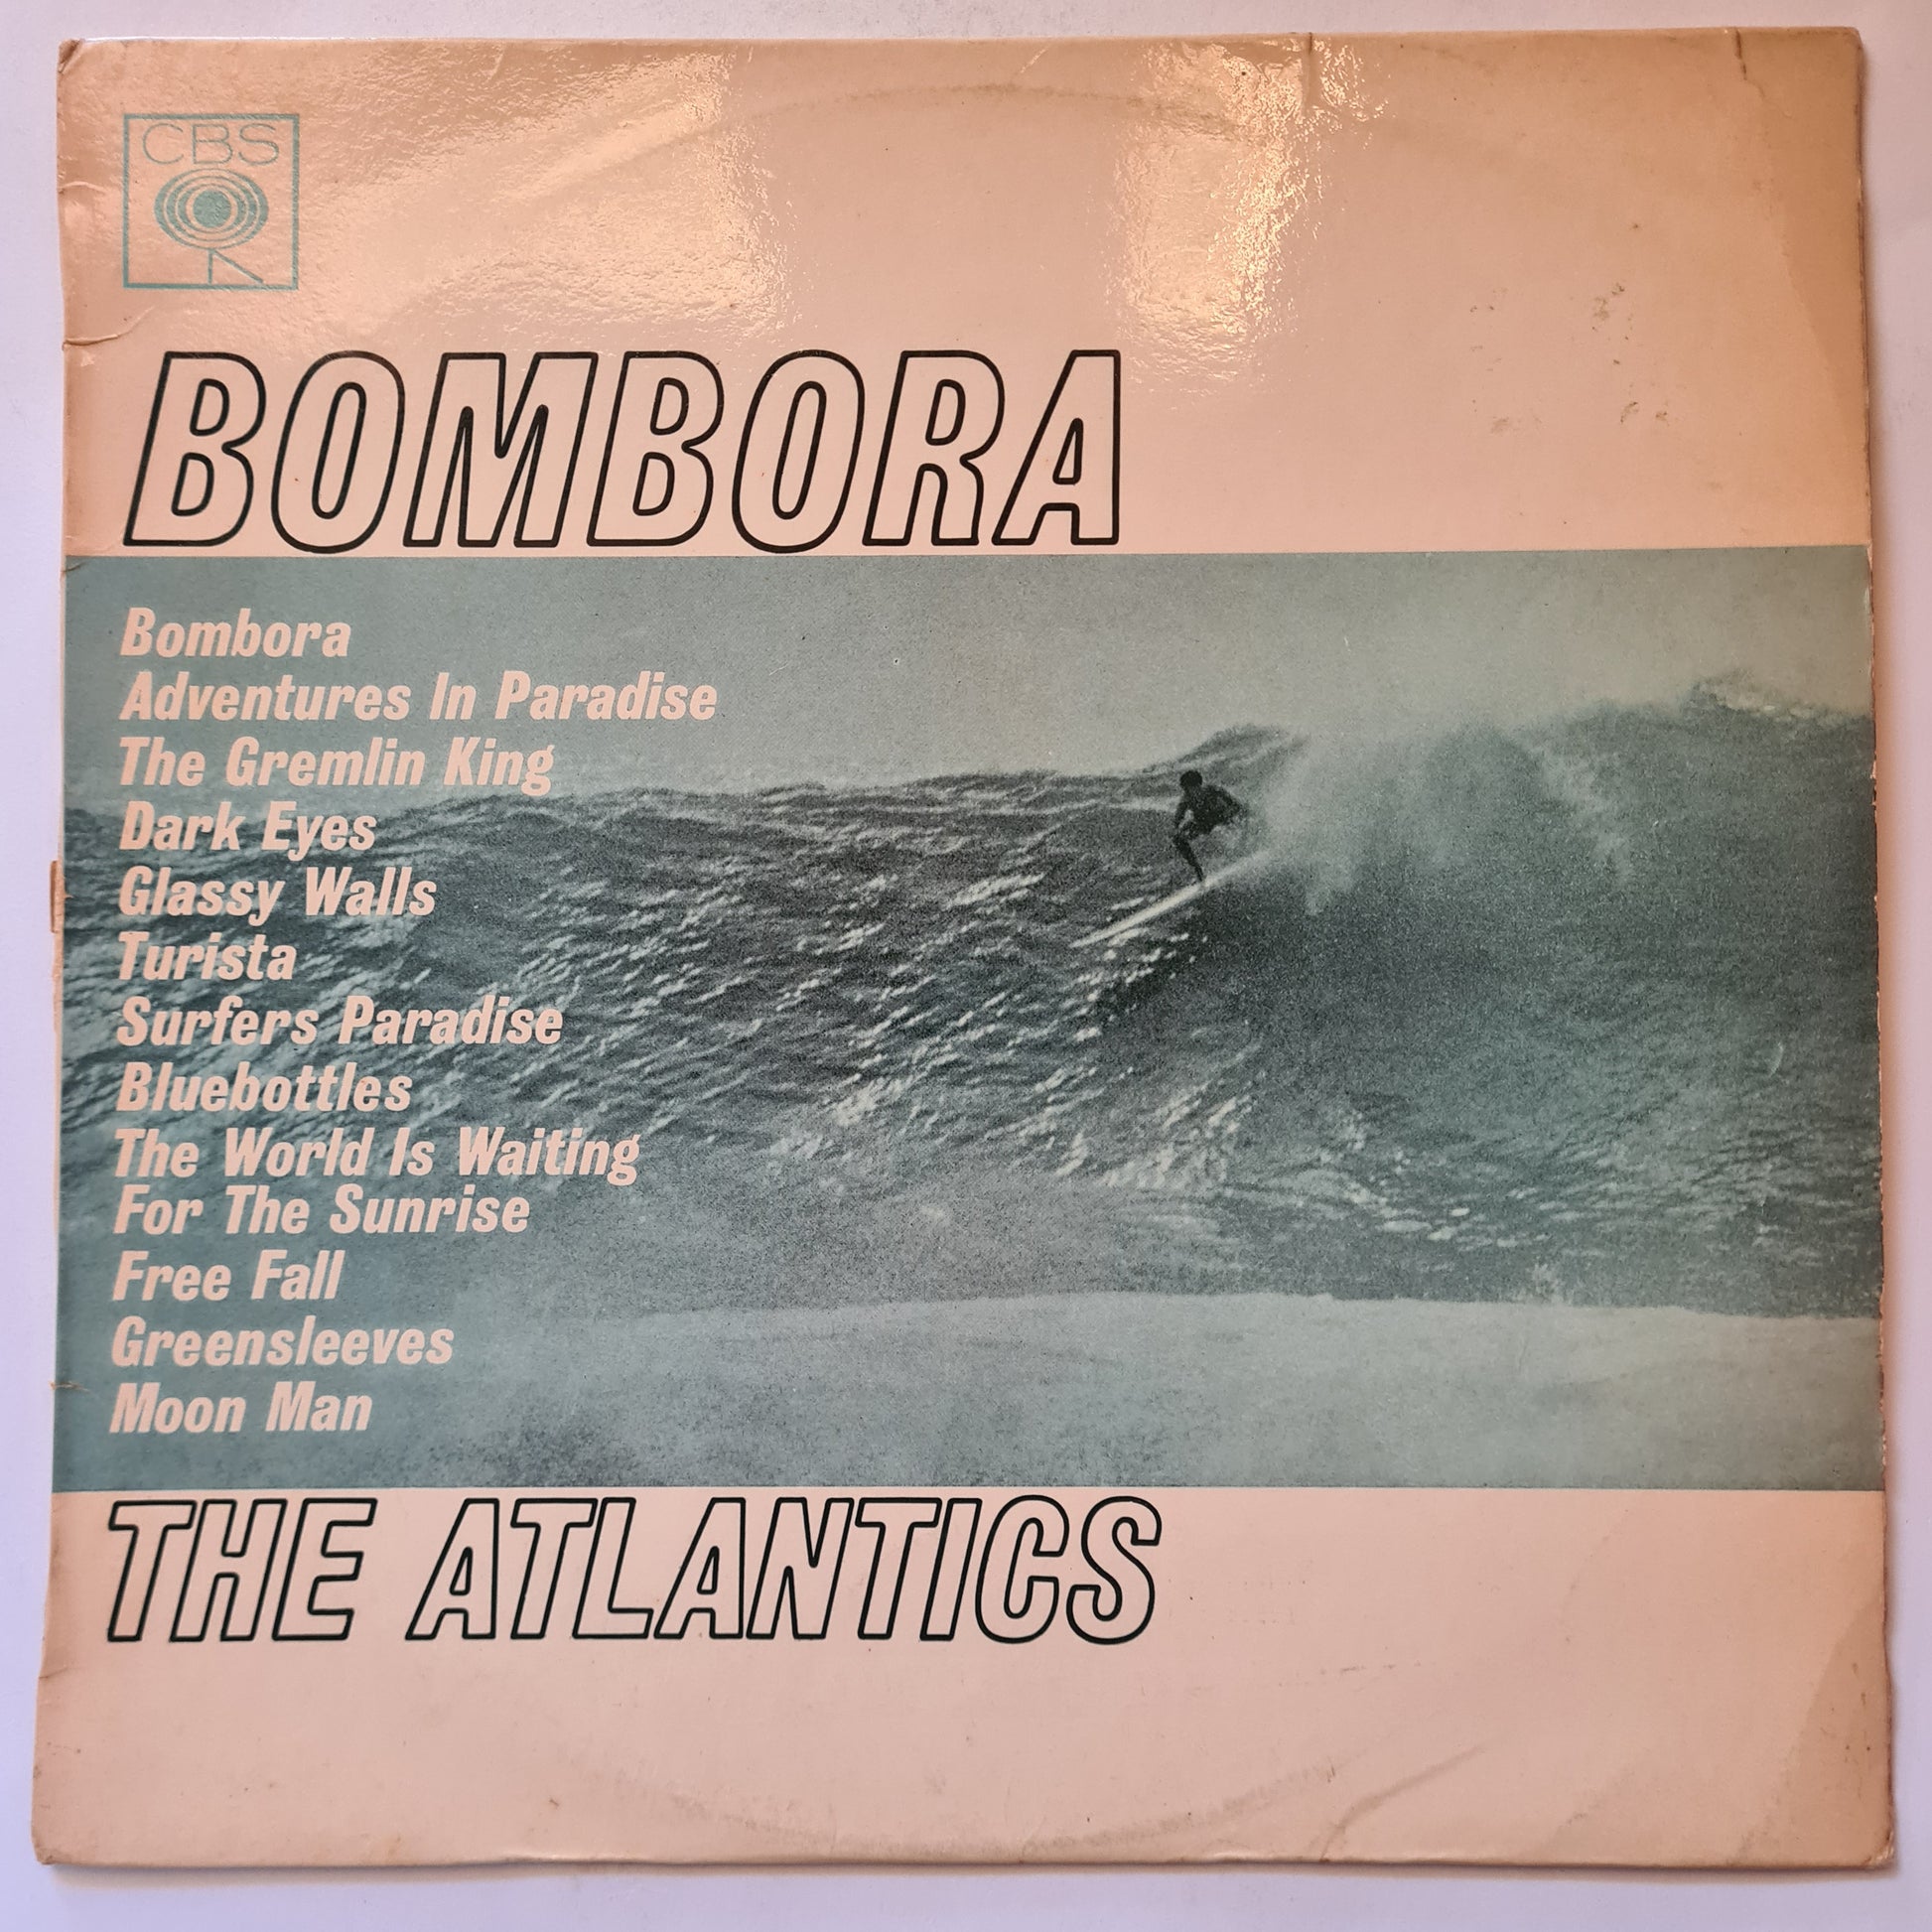 CBS
BOMBORA
Bombora
Adventures In Paradise
The Gremlin King
Dark Eyes
Glassy Walls
Turista
Surfers Paradise
Bluebottles
The World Is Waiting
For The Sunrise
Free Fall
Greensleeves
Moon Man
THE ATLANTICS